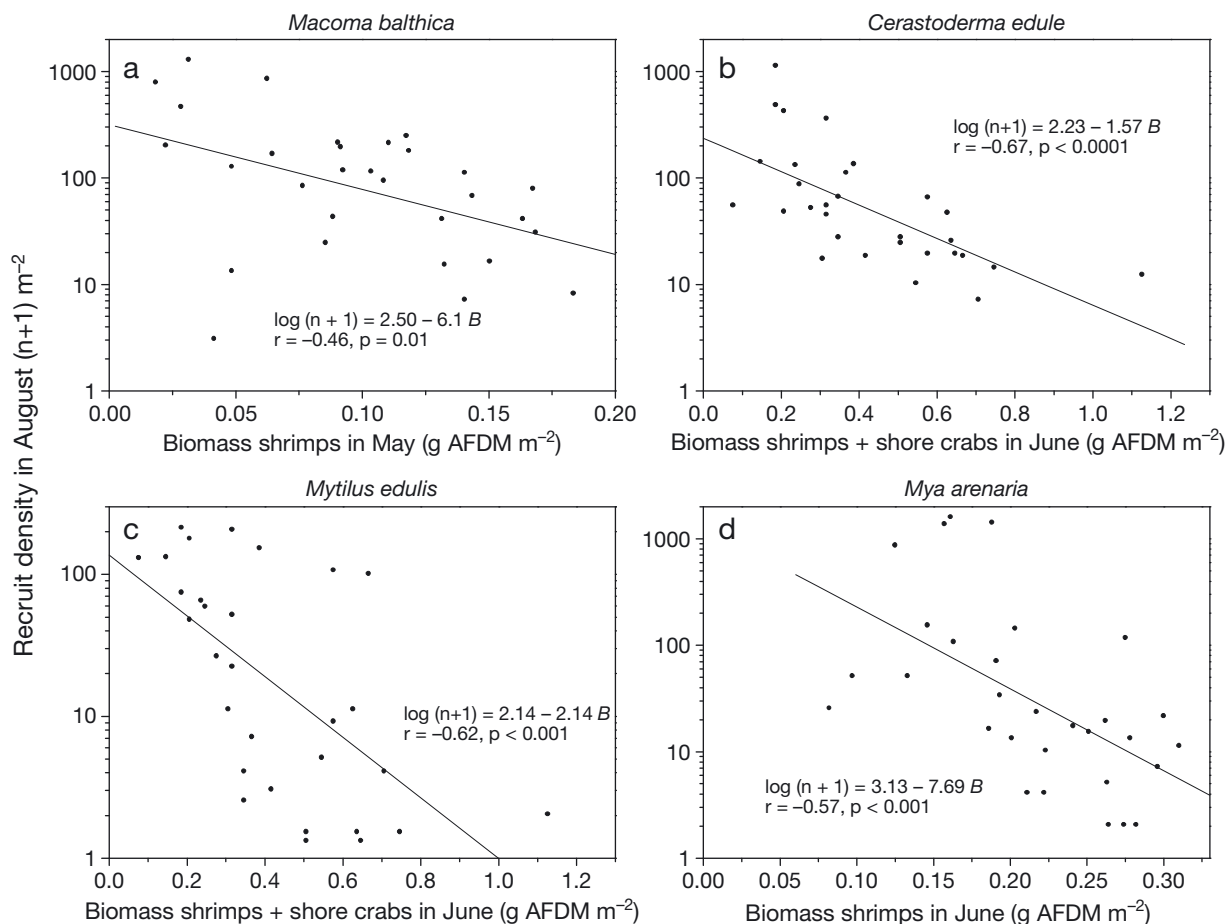 Macoma balthica
a
1000
100
10
1
0.00
0.05
0.10
0.15
0.20
log (n + 1) = 2.50 – 6.1 B
r = –0.46, p = 0.01
Biomass shrimps in May (g AFDM m⁻²)
Cerastoderma edule
b
1000
100
10
1
0.0
0.2
0.4
0.6
0.8
1.0
1.2
log (n+1) = 2.23 – 1.57 B
r = –0.67, p < 0.0001
Biomass shrimps + shore crabs in June (g AFDM m⁻²)
Recruit density in August (n+1) m⁻²
Mytilus edulis
c
100
10
1
0.2
0.4
0.6
0.8
1.0
1.2
log (n+1) = 2.14 – 2.14 B
r = –0.62, p < 0.001
Biomass shrimps + shore crabs in June (g AFDM m⁻²)
Mya arenaria
d
1000
100
10
1
0.00
0.05
0.10
0.15
0.20
0.25
0.30
log (n + 1) = 3.13 – 7.69 B
r = –0.57, p < 0.001
Biomass shrimps in June (g AFDM m⁻²)